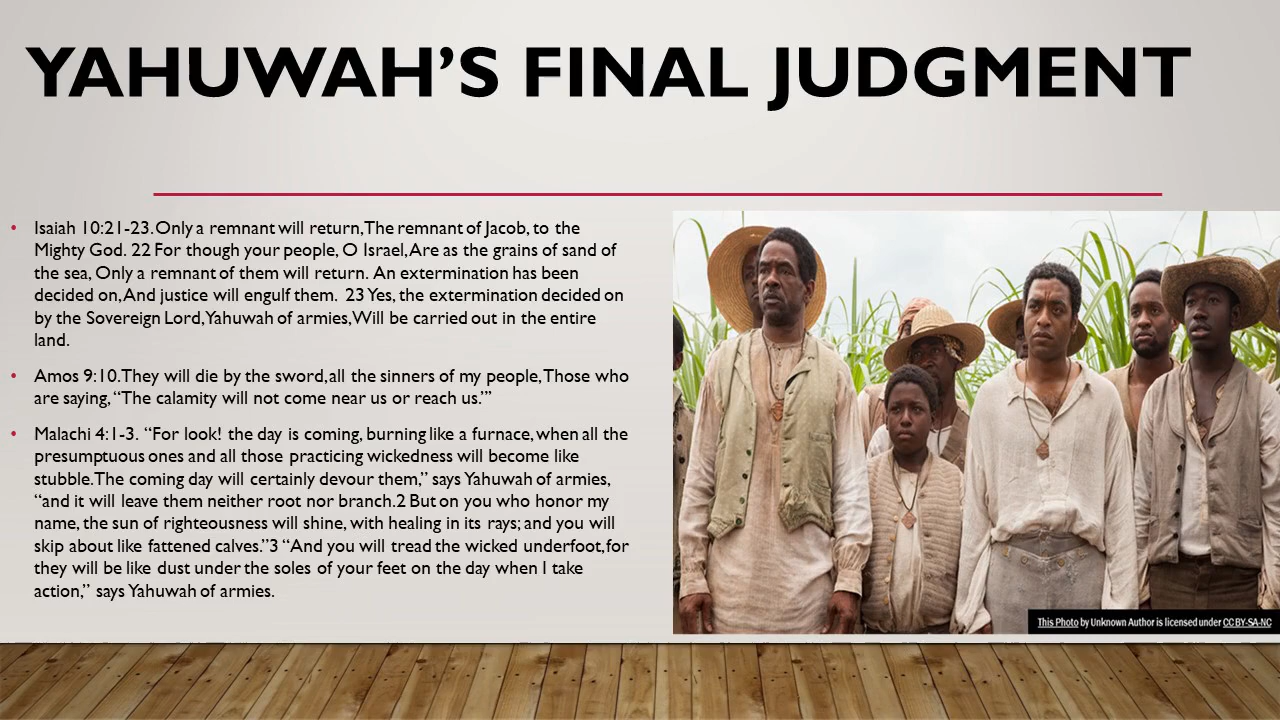 YAHUWAH’S FINAL JUDGMENT
• Isaiah 10:21-23. Only a remnant will return, The remnant of Jacob, to the
Mighty God. 22 For though your people, O Israel, Are as the grains of sand of
the sea, Only a remnant of them will return. An extermination has been
decided on, And justice will engulf them. 23 Yes, the extermination decided on
by the Sovereign Lord, Yahuwah of armies, Will be carried out in the entire
land.
• Amos 9:10. They will die by the sword, all the sinners of my people, Those who
are saying, “The calamity will not come near us or reach us.’”
• Malachi 4:1-3. “For look! the day is coming, burning like a furnace, when all the
presumptuous ones and all those practicing wickedness will become like
stubble. The coming day will certainly devour them,” says Yahuwah of armies,
“and it will leave them neither root nor branch. 2 But on you who honor my
name, the sun of righteousness will shine, with healing in its rays; and you will
skip about like fattened calves.” 3 “And you will tread the wicked underfoot, for
they will be like dust under the soles of your feet on the day when I take
action,” says Yahuwah of armies.
This Photo by Unknown Author is licensed under CC BY-SA-NC